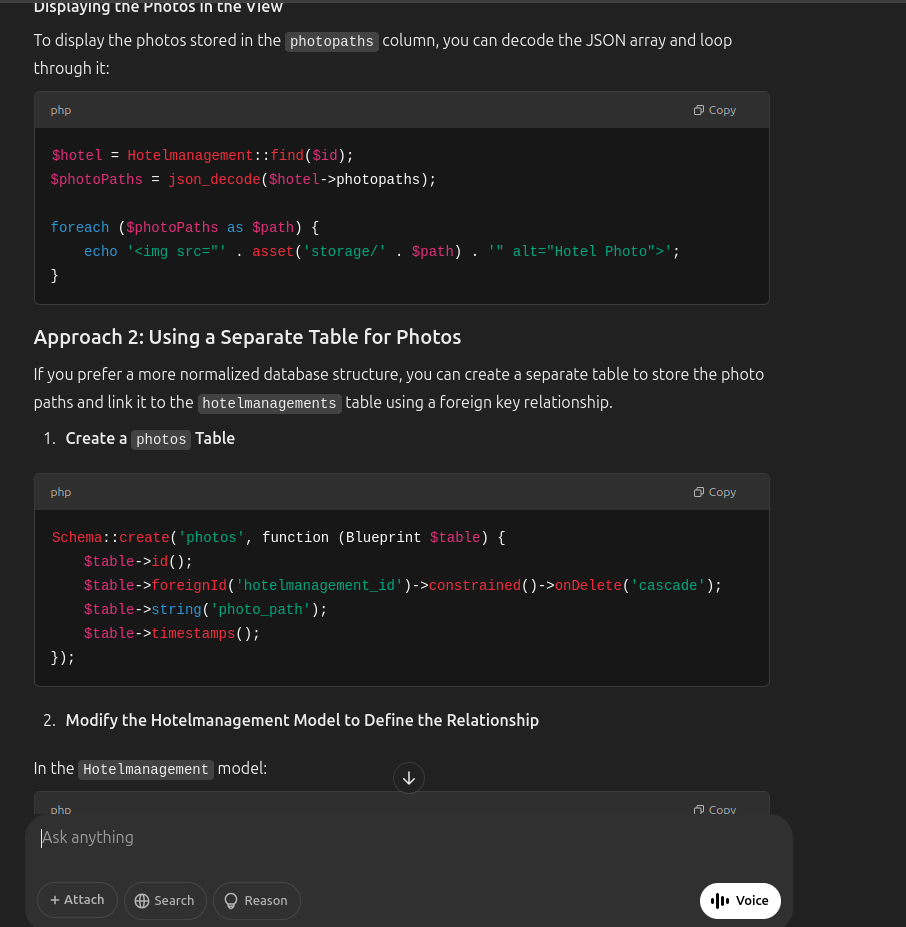 Displaying the Photos in the View
To display the photos stored in the photopaths column, you can decode the JSON array and loop
through it:
php
Copy
$hotel = Hotelmanagement::find($id);
$photoPaths = json_decode($hotel->photopaths);
foreach ($photoPaths as $path) {
    echo '<img src="' . asset('storage/' . $path) . '" alt="Hotel Photo">';
}
Approach 2: Using a Separate Table for Photos
If you prefer a more normalized database structure, you can create a separate table to store the photo
paths and link it to the hotelmanagements table using a foreign key relationship.
1. Create a photos Table
php
Copy
Schema::create('photos', function (Blueprint $table) {
    $table->id();
    $table->foreignId('hotelmanagement_id')->constrained()->onDelete('cascade');
    $table->string('photo_path');
    $table->timestamps();
});
2. Modify the Hotelmanagement Model to Define the Relationship
In the Hotelmanagement model:
php
Copy
Ask anything
+ Attach
Search
Reason
Voice